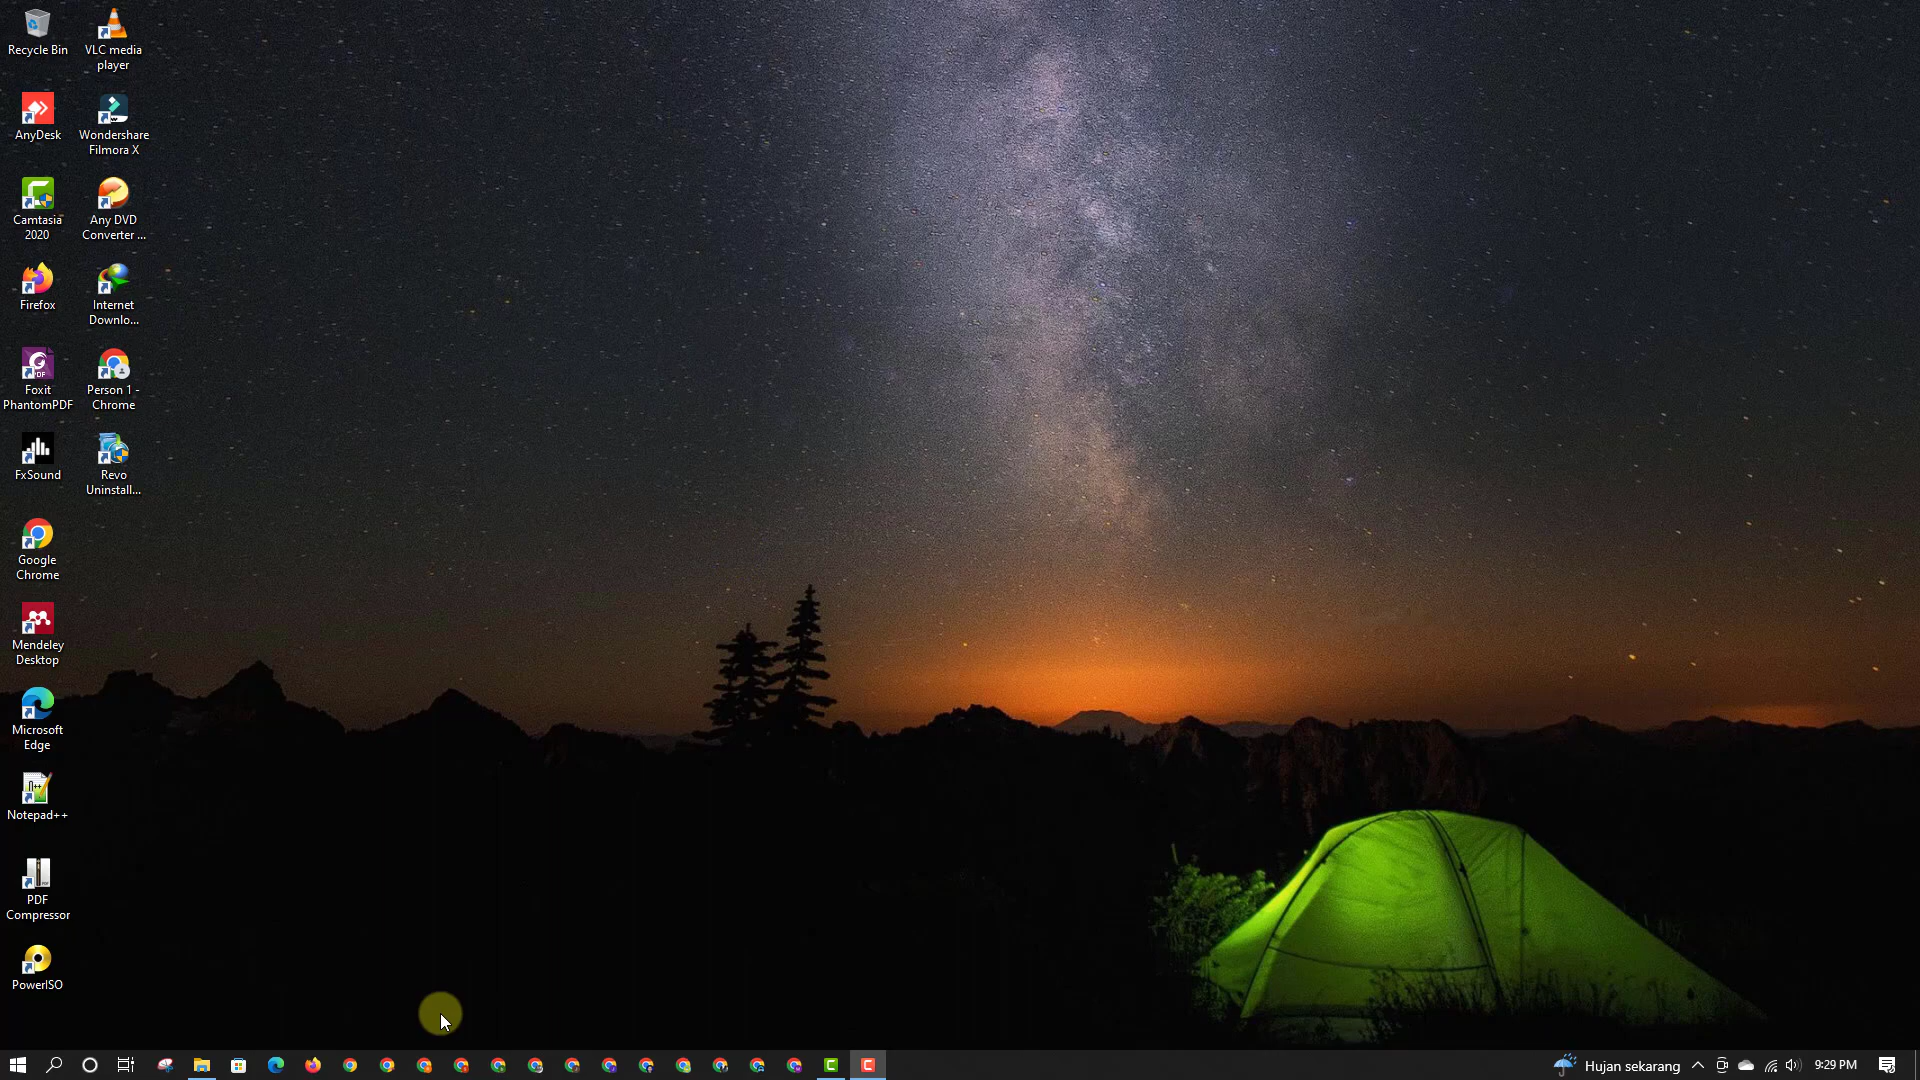 Recycle Bin
VLC media
player
AnyDesk
Wondershare
Filmora X
Camtasia
2020
Any DVD
Converter ...
Firefox
Internet
Downlo...
Foxit
PhantomPDF
Person 1 -
Chrome
FxSound
Revo
Uninstall...
Google
Chrome
Mendeley
Desktop
Microsoft
Edge
Notepad++
PDF
Compressor
PowerISO
Hujan sekarang
9:29 PM